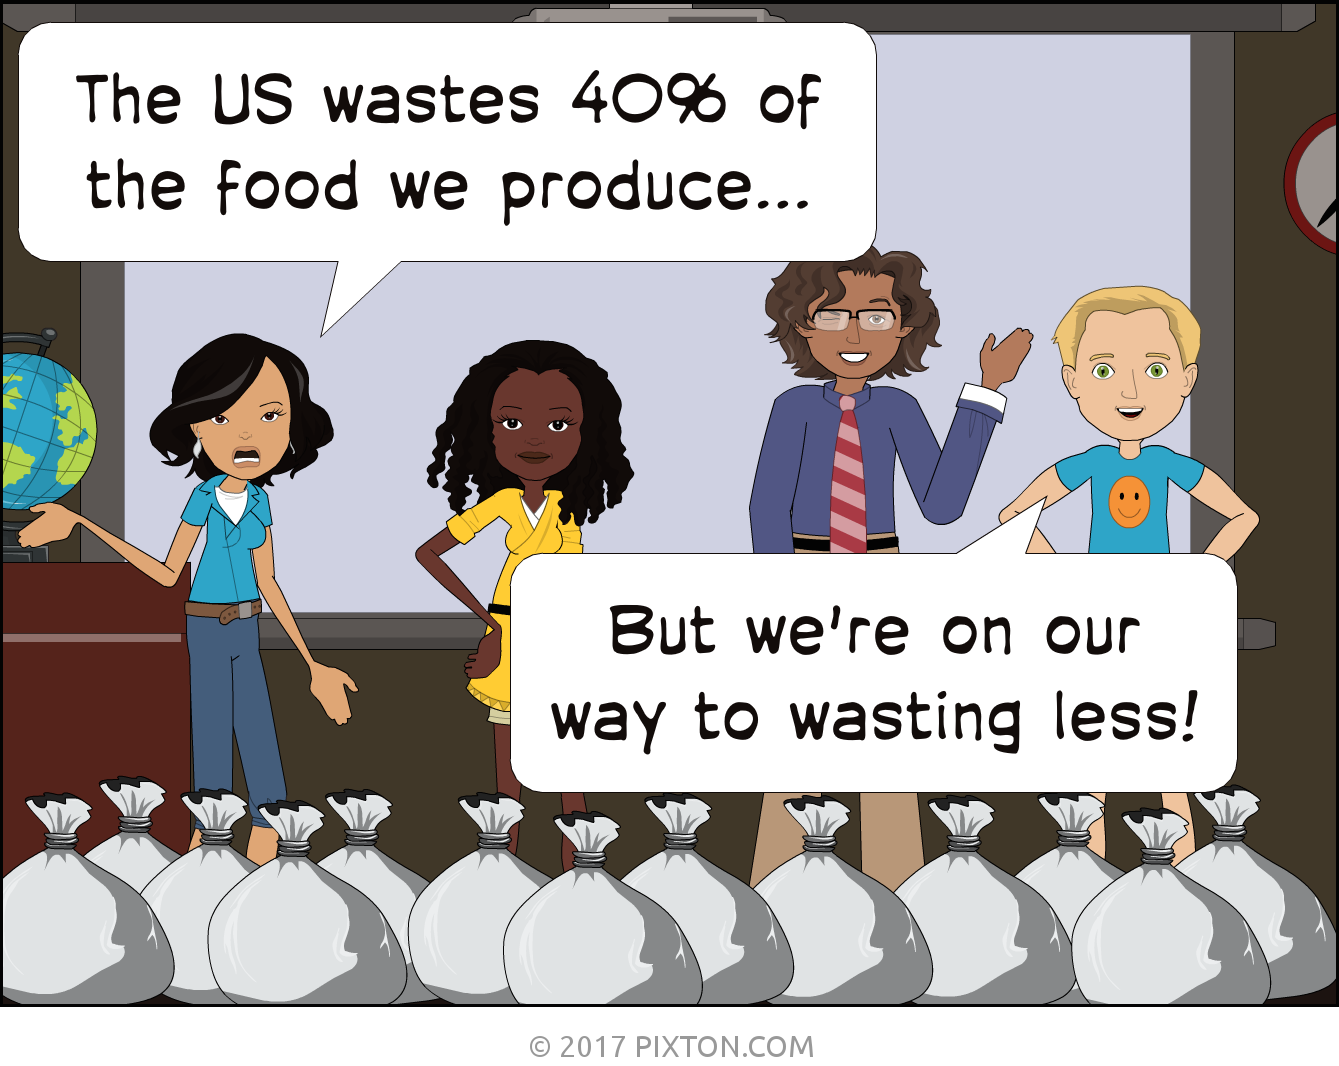 The US wastes 40% of
the food we produce...
But we're on our
way to wasting less!
© 2017 PIXTON.COM